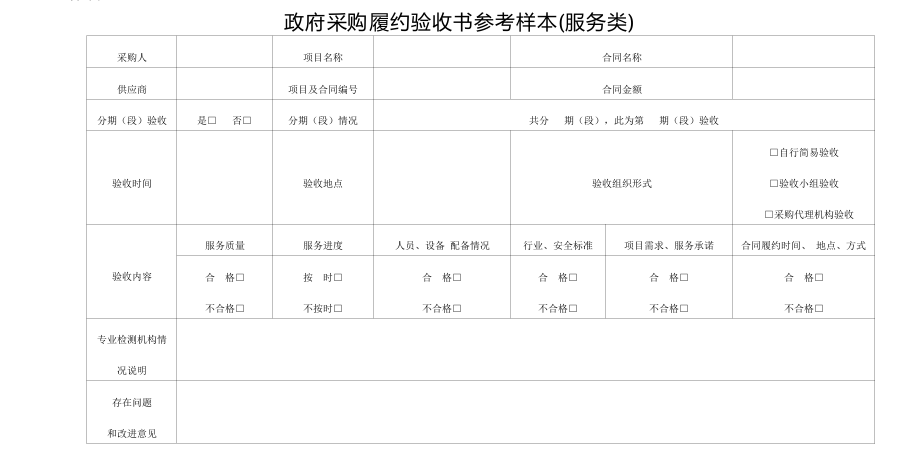 政府采购履约验收书参考样本(服务类)
采购人 项目名称 合同名称
供应商 项目及合同编号 合同金额
分期（段）验收 是□ 否□ 分期（段）情况 共分 期（段），此为第 期（段）验收
验收时间 验收地点 验收组织形式
□自行简易验收
□验收小组验收
□采购代理机构验收
验收内容
服务质量 服务进度 人员、设备 配备情况 行业、安全标准 项目需求、服务承诺 合同履约时间、 地点、方式
合 格□ 按 时□ 合 格□ 合 格□ 合 格□ 合 格□
不合格□ 不按时□ 不合格□ 不合格□ 不合格□ 不合格□
专业检测机构情
况说明
存在问题
和改进意见